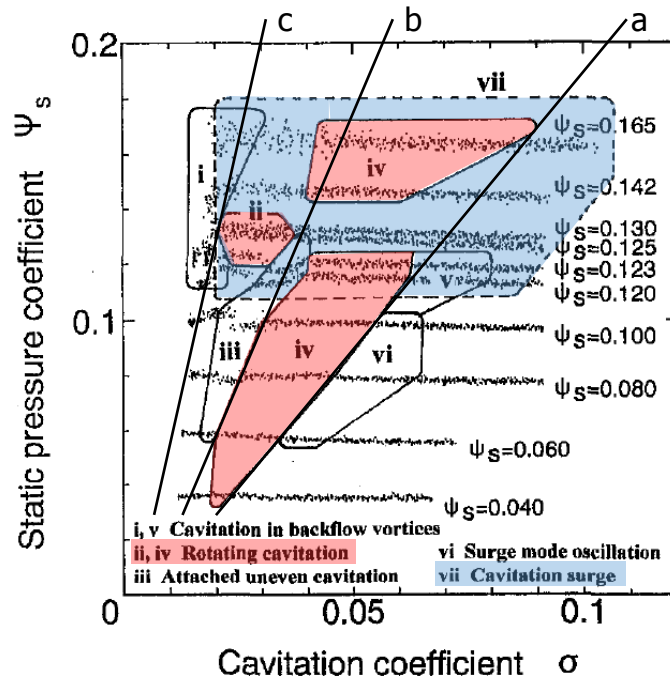 c
b
a
0.2
vii
Ψs
ψs=0.165
i
iv
ψs=0.142
ii
ψs=0.130
ψs=0.125
ψs=0.123
v
ψs=0.120
0.1
iii
iv
vi
ψs=0.100
ψs=0.080
ψs=0.060
ψs=0.040
Static pressure coefficient
i, v Cavitation in backflow vortices
ii, iv Rotating cavitation
vi Surge mode oscillation
iii Attached uneven cavitation
vii Cavitation surge
0
0.05
0.1
Cavitation coefficient σ